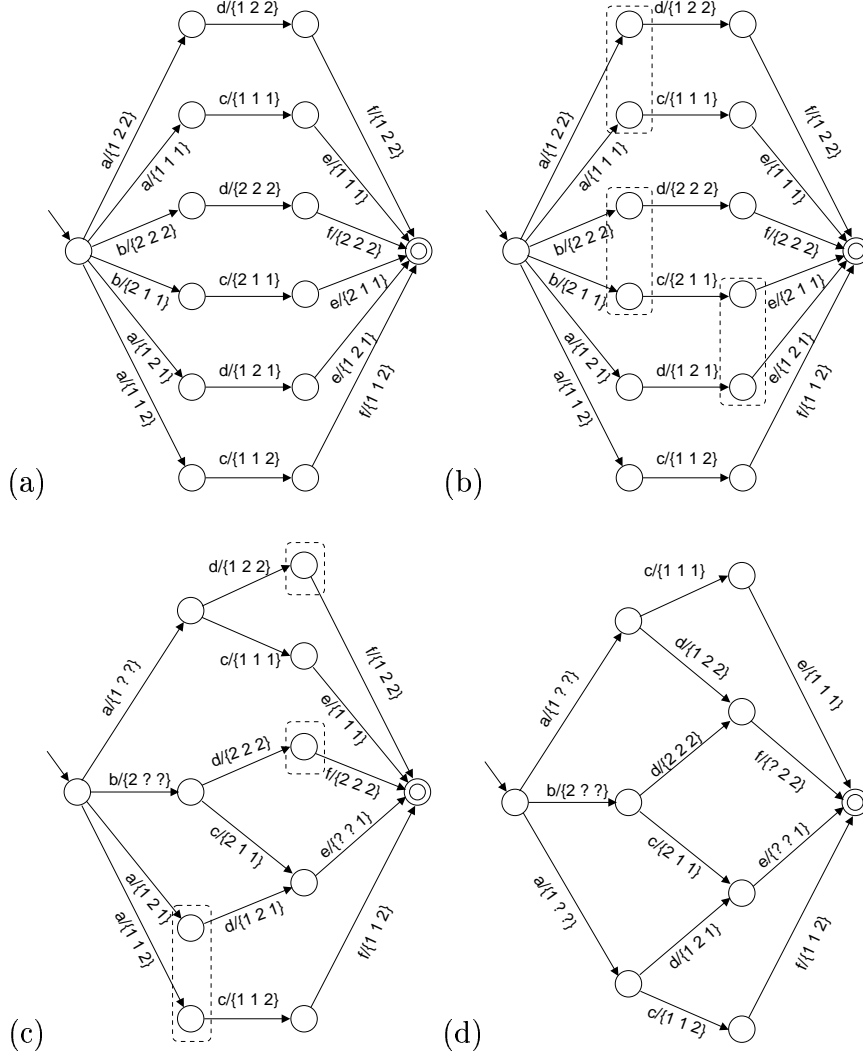 d/{1 2 2}
a/{1 2 2}
f/{1 2 2}
c/{1 1 1}
a/{1 1 1}
e/{1 1 1}
d/{2 2 2}
b/{2 2 2}
f/{2 2 2}
b/{2 1 1}
c/{2 1 1}
e/{2 1 1}
a/{1 2 1}
d/{1 2 1}
e/{1 2 1}
a/{1 1 2}
f/{1 1 2}
c/{1 1 2}
(a)
d/{1 2 2}
a/{1 2 2}
f/{1 2 2}
c/{1 1 1}
a/{1 1 1}
e/{1 1 1}
d/{2 2 2}
b/{2 2 2}
f/{2 2 2}
b/{2 1 1}
c/{2 1 1}
e/{2 1 1}
a/{1 2 1}
d/{1 2 1}
e/{1 2 1}
a/{1 1 2}
f/{1 1 2}
c/{1 1 2}
(b)
d/{1 2 2}
f/{1 2 2}
a/{1 ? ?}
c/{1 1 1}
e/{1 1 1}
d/{2 2 2}
f/{2 2 2}
b/{2 ? ?}
c/{2 1 1}
e/{? ? 1}
a/{1 2 1}
d/{1 2 1}
a/{1 1 2}
f/{1 1 2}
c/{1 1 2}
(c)
c/{1 1 1}
d/{1 2 2}
e/{1 1 1}
a/{1 ? ?}
d/{2 2 2}
f/{? 2 2}
b/{2 ? ?}
c/{2 1 1}
e/{? ? 1}
a/{1 ? ?}
d/{1 2 1}
f/{1 1 2}
c/{1 1 2}
(d)